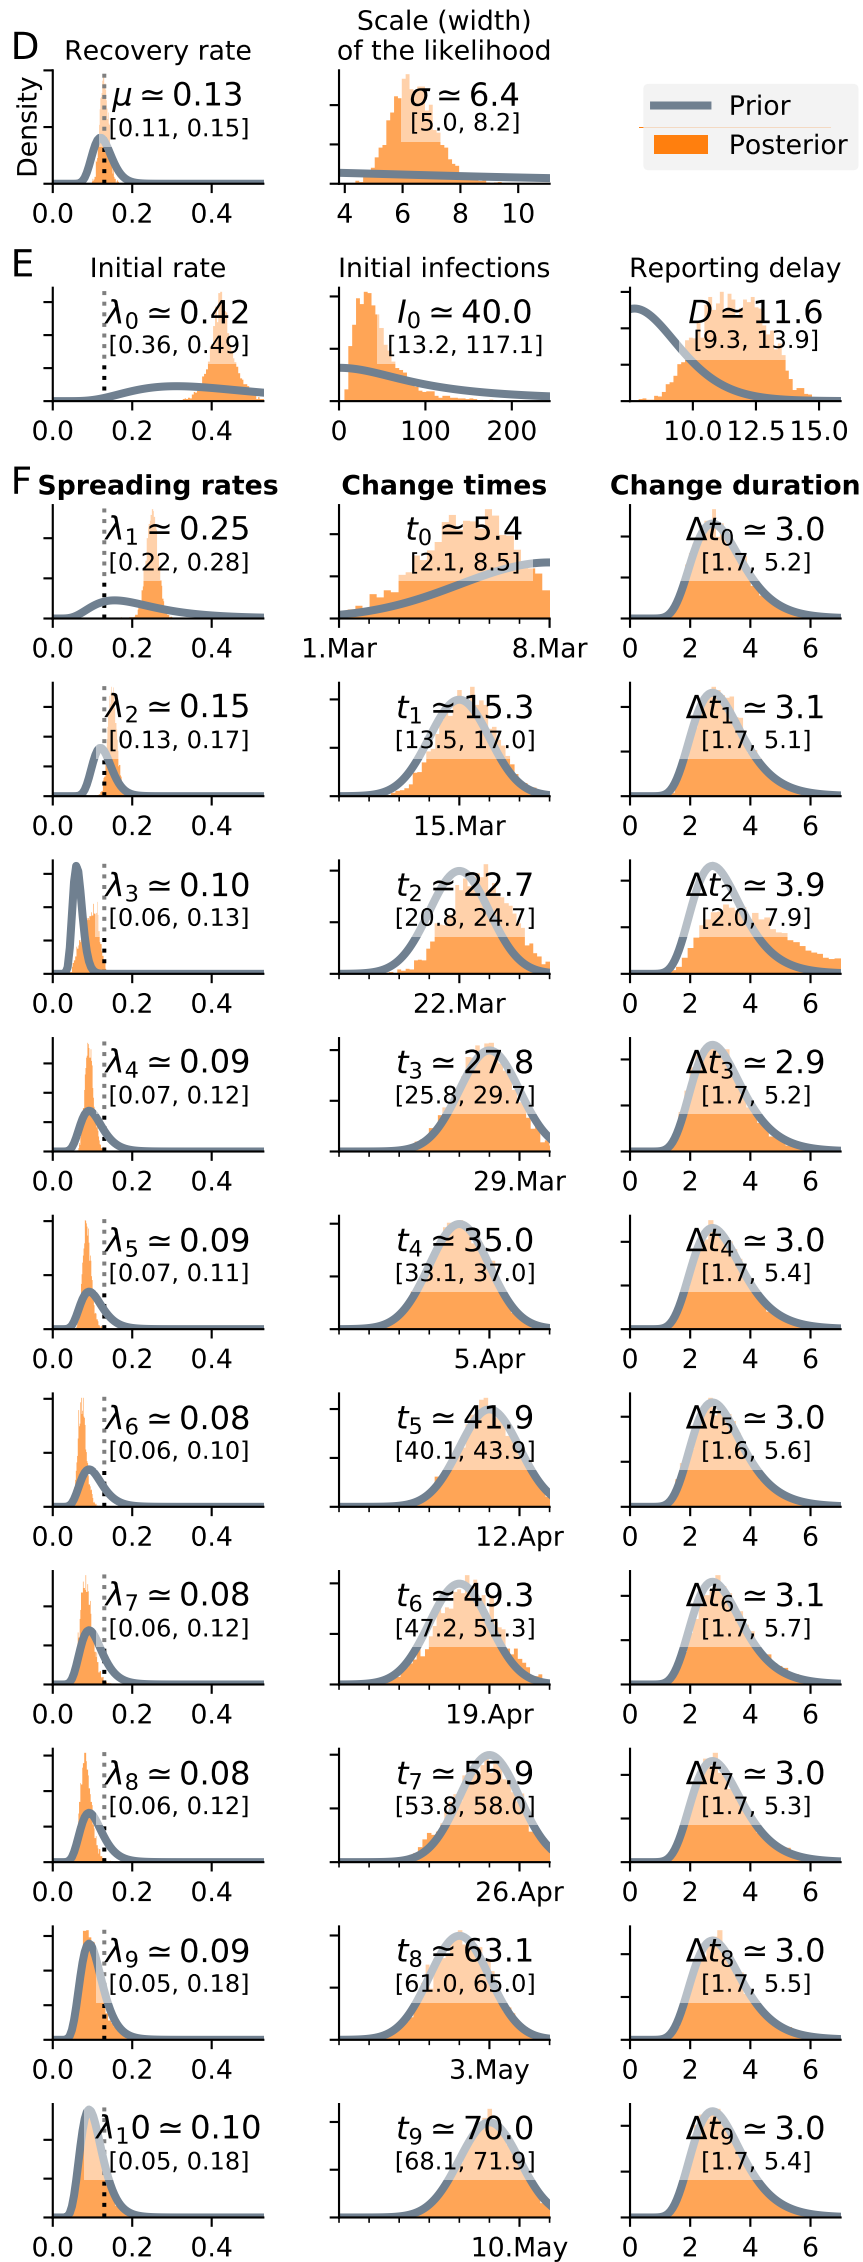 D
Recovery rate
Scale (width)
of the likelihood
Density
μ ≃ 0.13
[0.11, 0.15]
0.0 0.2 0.4
σ ≃ 6.4
[5.0, 8.2]
4 6 8 10
Prior
Posterior
E
Initial rate
Initial infections
Reporting delay
λ0 ≃ 0.42
[0.36, 0.49]
0.0 0.2 0.4
I0 ≃ 40.0
[13.2, 117.1]
0 100 200
D ≃ 11.6
[9.3, 13.9]
10.0 12.5 15.0
F
Spreading rates
Change times
Change duration
λ1 ≃ 0.25
[0.22, 0.28]
0.0 0.2 0.4
t0 ≃ 5.4
[2.1, 8.5]
1.Mar 8.Mar
Δt0 ≃ 3.0
[1.7, 5.2]
0 2 4 6
λ2 ≃ 0.15
[0.13, 0.17]
0.0 0.2 0.4
t1 ≃ 15.3
[13.5, 17.0]
15.Mar
Δt1 ≃ 3.1
[1.7, 5.1]
0 2 4 6
λ3 ≃ 0.10
[0.06, 0.13]
0.0 0.2 0.4
t2 ≃ 22.7
[20.8, 24.7]
22.Mar
Δt2 ≃ 3.9
[2.0, 7.9]
0 2 4 6
λ4 ≃ 0.09
[0.07, 0.12]
0.0 0.2 0.4
t3 ≃ 27.8
[25.8, 29.7]
29.Mar
Δt3 ≃ 2.9
[1.7, 5.2]
0 2 4 6
λ5 ≃ 0.09
[0.07, 0.11]
0.0 0.2 0.4
t4 ≃ 35.0
[33.1, 37.0]
5.Apr
Δt4 ≃ 3.0
[1.7, 5.4]
0 2 4 6
λ6 ≃ 0.08
[0.06, 0.10]
0.0 0.2 0.4
t5 ≃ 41.9
[40.1, 43.9]
12.Apr
Δt5 ≃ 3.0
[1.6, 5.6]
0 2 4 6
λ7 ≃ 0.08
[0.06, 0.12]
0.0 0.2 0.4
t6 ≃ 49.3
[47.2, 51.3]
19.Apr
Δt6 ≃ 3.1
[1.7, 5.7]
0 2 4 6
λ8 ≃ 0.08
[0.06, 0.12]
0.0 0.2 0.4
t7 ≃ 55.9
[53.8, 58.0]
26.Apr
Δt7 ≃ 3.0
[1.7, 5.3]
0 2 4 6
λ9 ≃ 0.09
[0.05, 0.18]
0.0 0.2 0.4
t8 ≃ 63.1
[61.0, 65.0]
3.May
Δt8 ≃ 3.0
[1.7, 5.5]
0 2 4 6
λ10 ≃ 0.10
[0.05, 0.18]
0.0 0.2 0.4
t9 ≃ 70.0
[68.1, 71.9]
10.May
Δt9 ≃ 3.0
[1.7, 5.4]
0 2 4 6